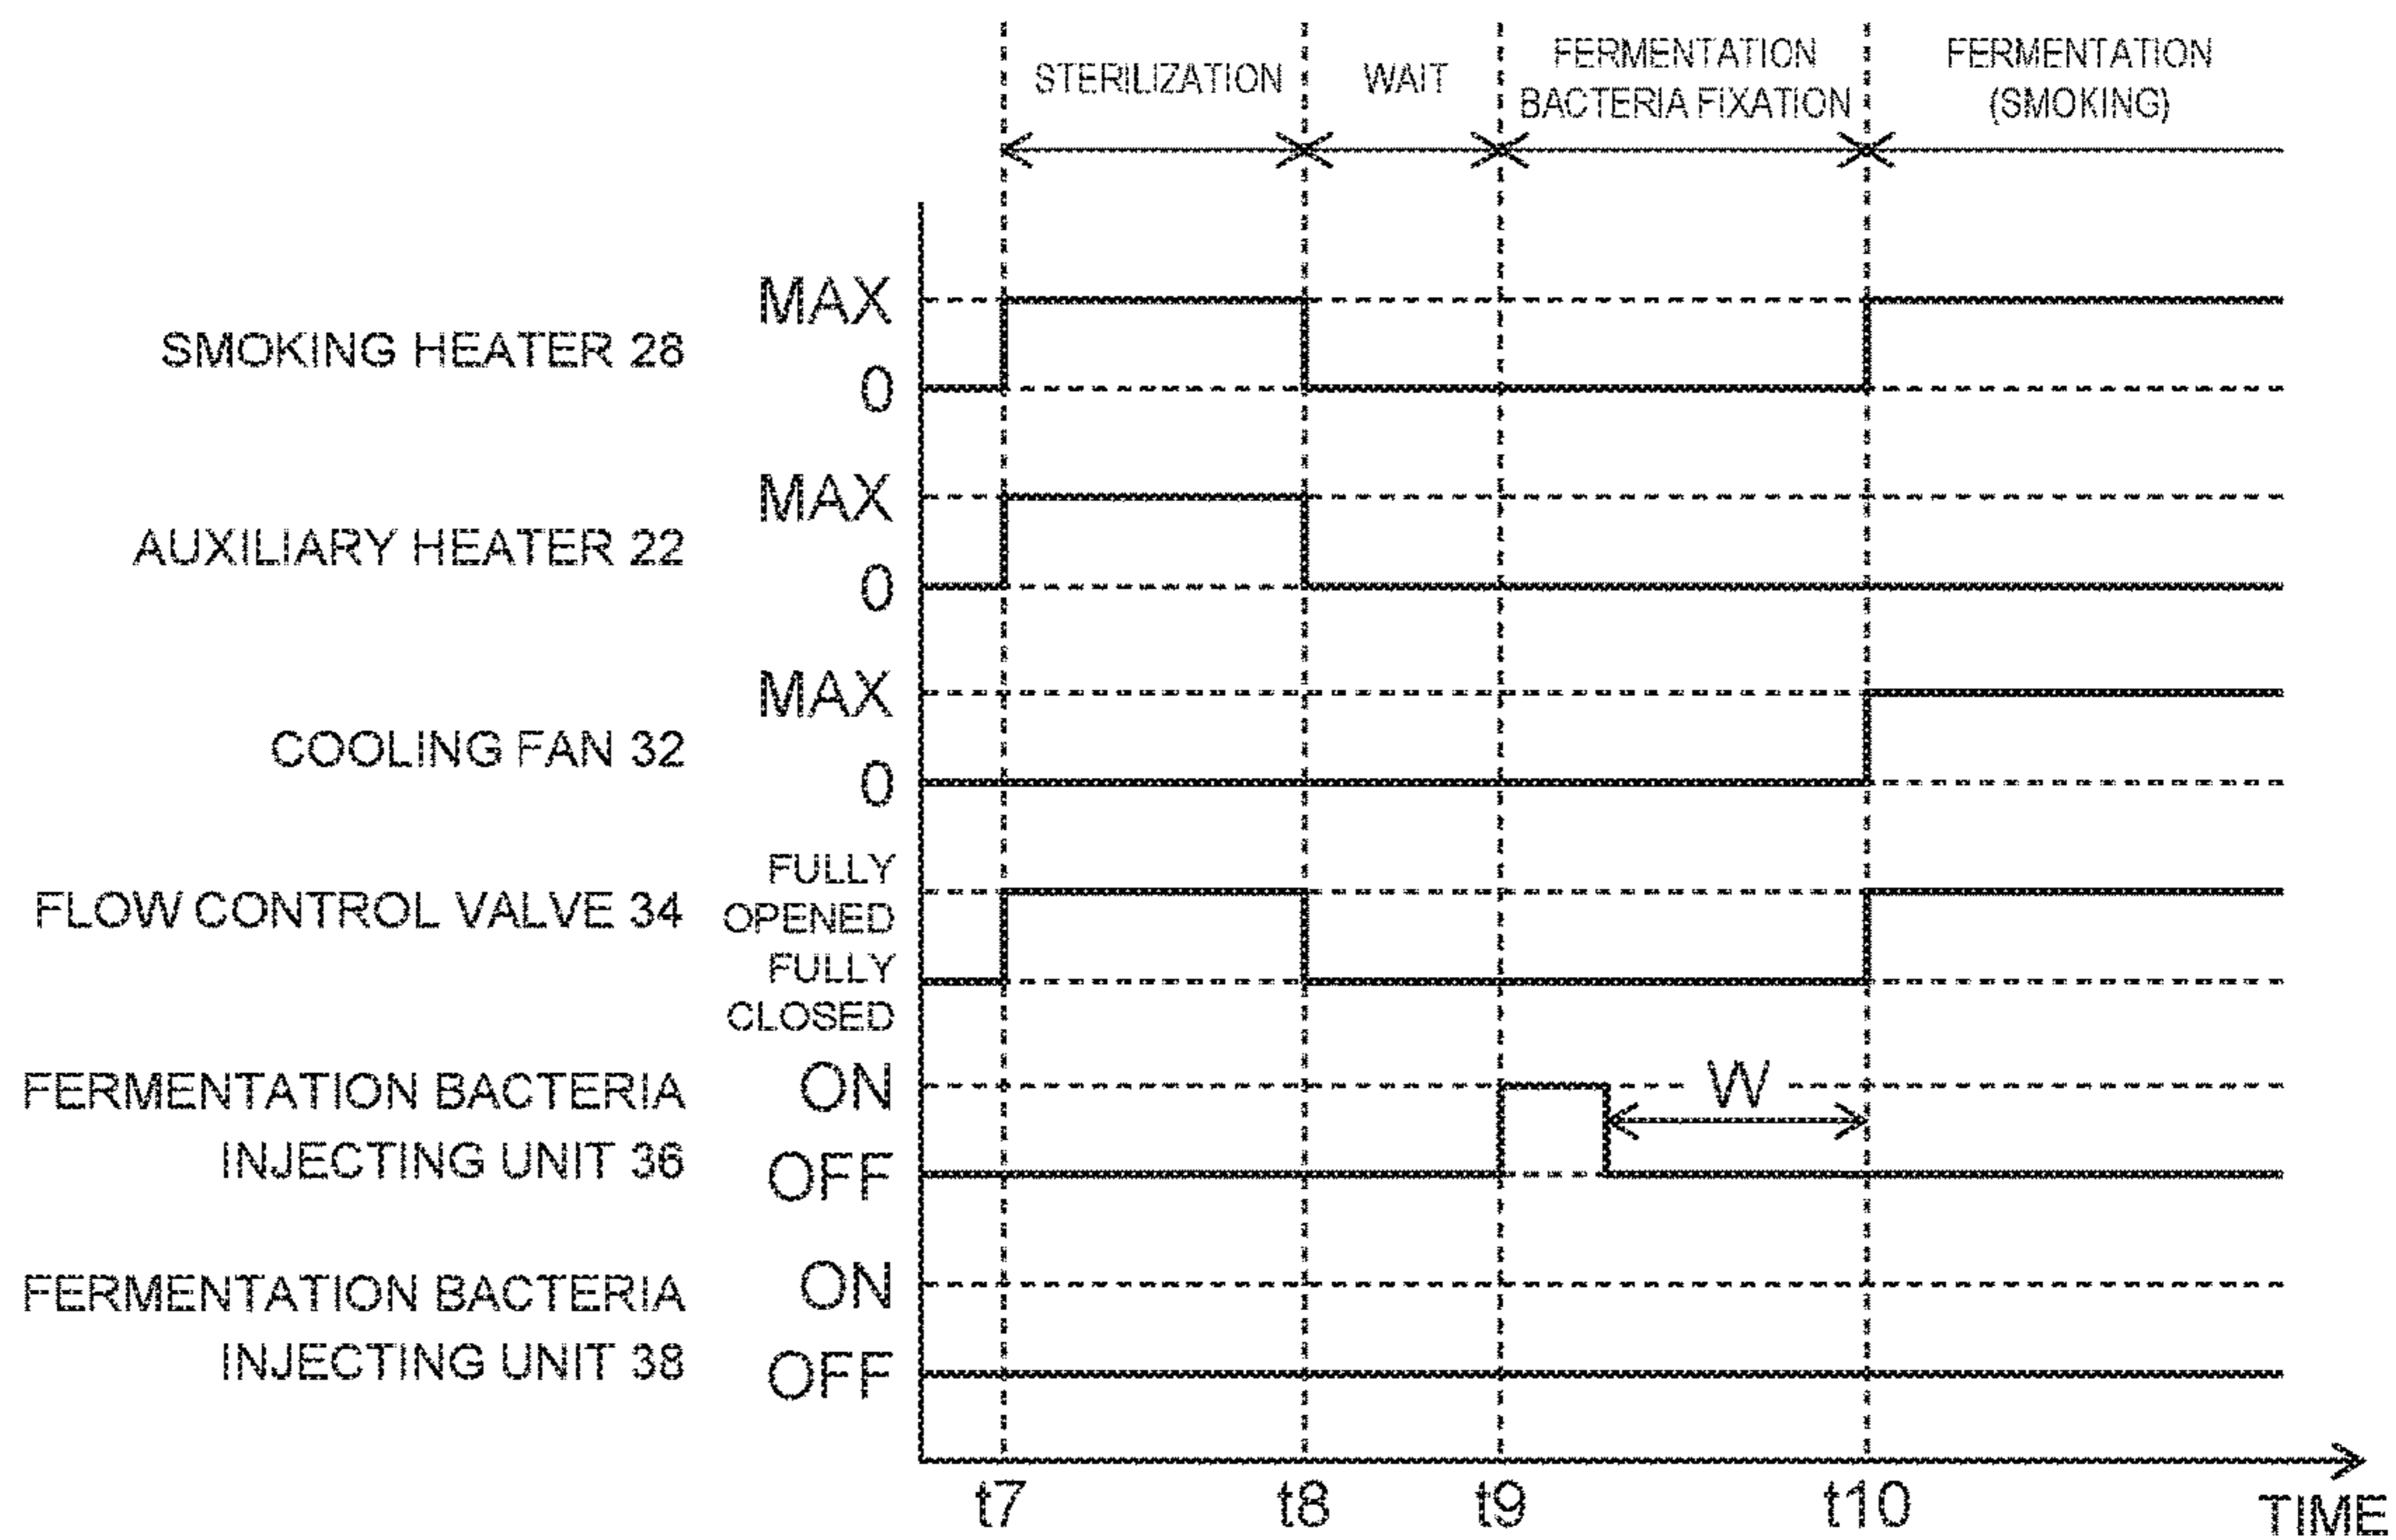 STERILIZATION
WAIT
FERMENTATION
BACTERIA FIXATION
FERMENTATION
(SMOKING)
SMOKING HEATER 28
MAX
0
AUXILIARY HEATER 22
MAX
0
COOLING FAN 32
MAX
0
FLOW CONTROL VALVE 34
FULLY
OPENED
FULLY
CLOSED
FERMENTATION BACTERIA
INJECTING UNIT 36
ON
OFF
W
FERMENTATION BACTERIA
INJECTING UNIT 38
ON
OFF
t7
t8
t9
t10
TIME